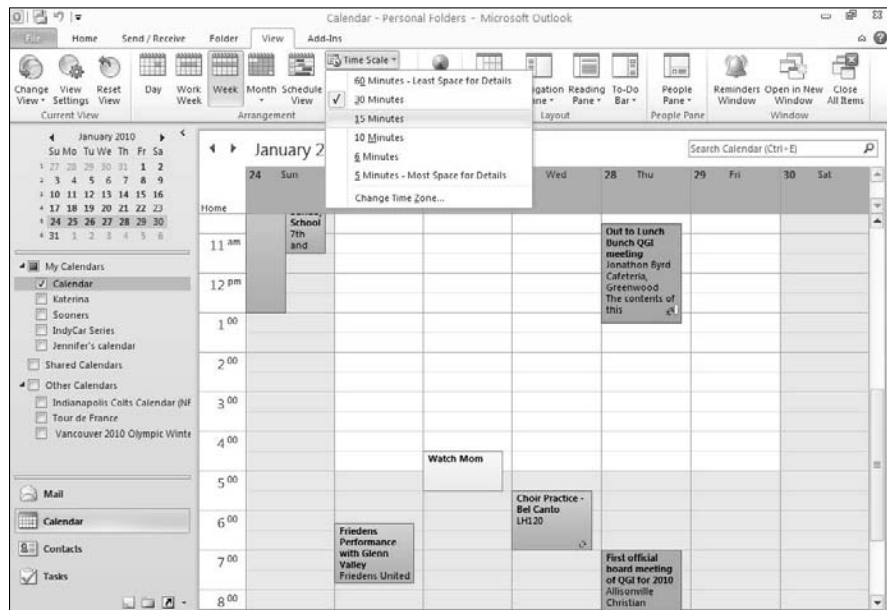 Calendar - Personal Folders - Microsoft Outlook
File Home Send / Receive Folder View Add-Ins
Time Scale
Change View
View Settings
Reset View
Day
Work Week
Week
Month
Schedule View
Reading Pane
To-Do Bar
People Pane
Reminders Window
Open in New Window
Close All Items
Current View
Arrangement
Layout
People Pane
Window
60 Minutes - Least Space for Details
30 Minutes
15 Minutes
10 Minutes
6 Minutes
5 Minutes - Most Space for Details
Change Time Zone...
January 2010
Su Mo Tu We Th Fr Sa
27 28 29 30 31 1 2
3 4 5 6 7 8 9
10 11 12 13 14 15 16
17 18 19 20 21 22 23
24 25 26 27 28 29 30
31 1 2 3 4 5 6
My Calendars
Calendar
Katerina
Sooners
IndyCar Series
Jennifer's calendar
Shared Calendars
Other Calendars
Indianapolis Colts Calendar (NF
Tour de France
Vancouver 2010 Olympic Winte
Mail
Calendar
Contacts
Tasks
January 2
Search Calendar (Ctrl+E)
24 Sun
Wed
28 Thu
29 Fri
30 Sat
Home
11 am
12 pm
1 00
2 00
3 00
4 00
5 00
6 00
7 00
8 00
School
7th
and
Out to Lunch
Bunch QGI
meeting
Jonathon Byrd
Cafeteria,
Greenwood
The contents of
this
Watch Mom
Choir Practice -
Bel Canto
LH120
Friedens
Performance
with Glenn
Valley
Friedens United
First official
board meeting
of QGI for 2010
Allisonville
Christian